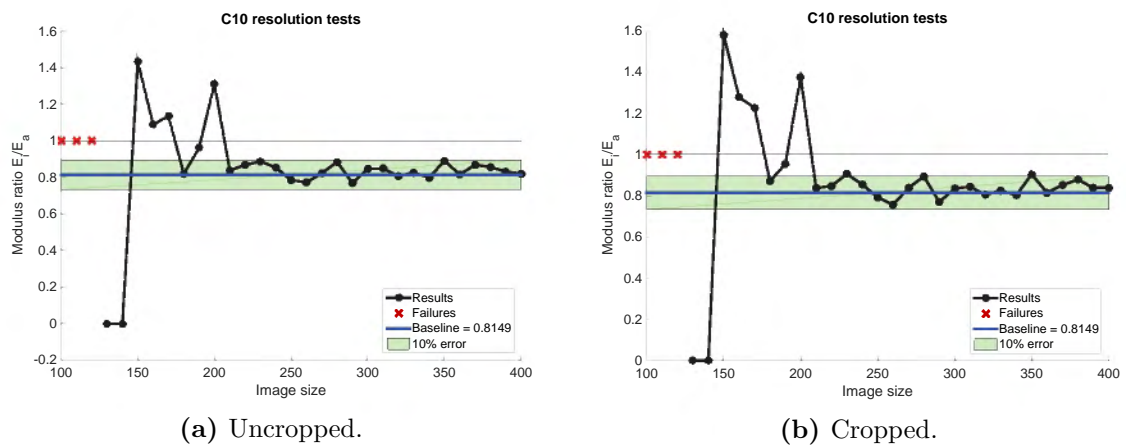 C10 resolution tests
1.6
1.4
1.2
1
0.8
0.6
0.4
0.2
0
-0.2
Modulus ratio E_i/E_a
100 150 200 250 300 350 400
Image size
Results
Failures
Baseline = 0.8149
10% error
(a) Uncropped.
C10 resolution tests
1.6
1.4
1.2
1
0.8
0.6
0.4
0.2
0
Modulus ratio E_i/E_a
100 150 200 250 300 350 400
Image size
Results
Failures
Baseline = 0.8149
10% error
(b) Cropped.